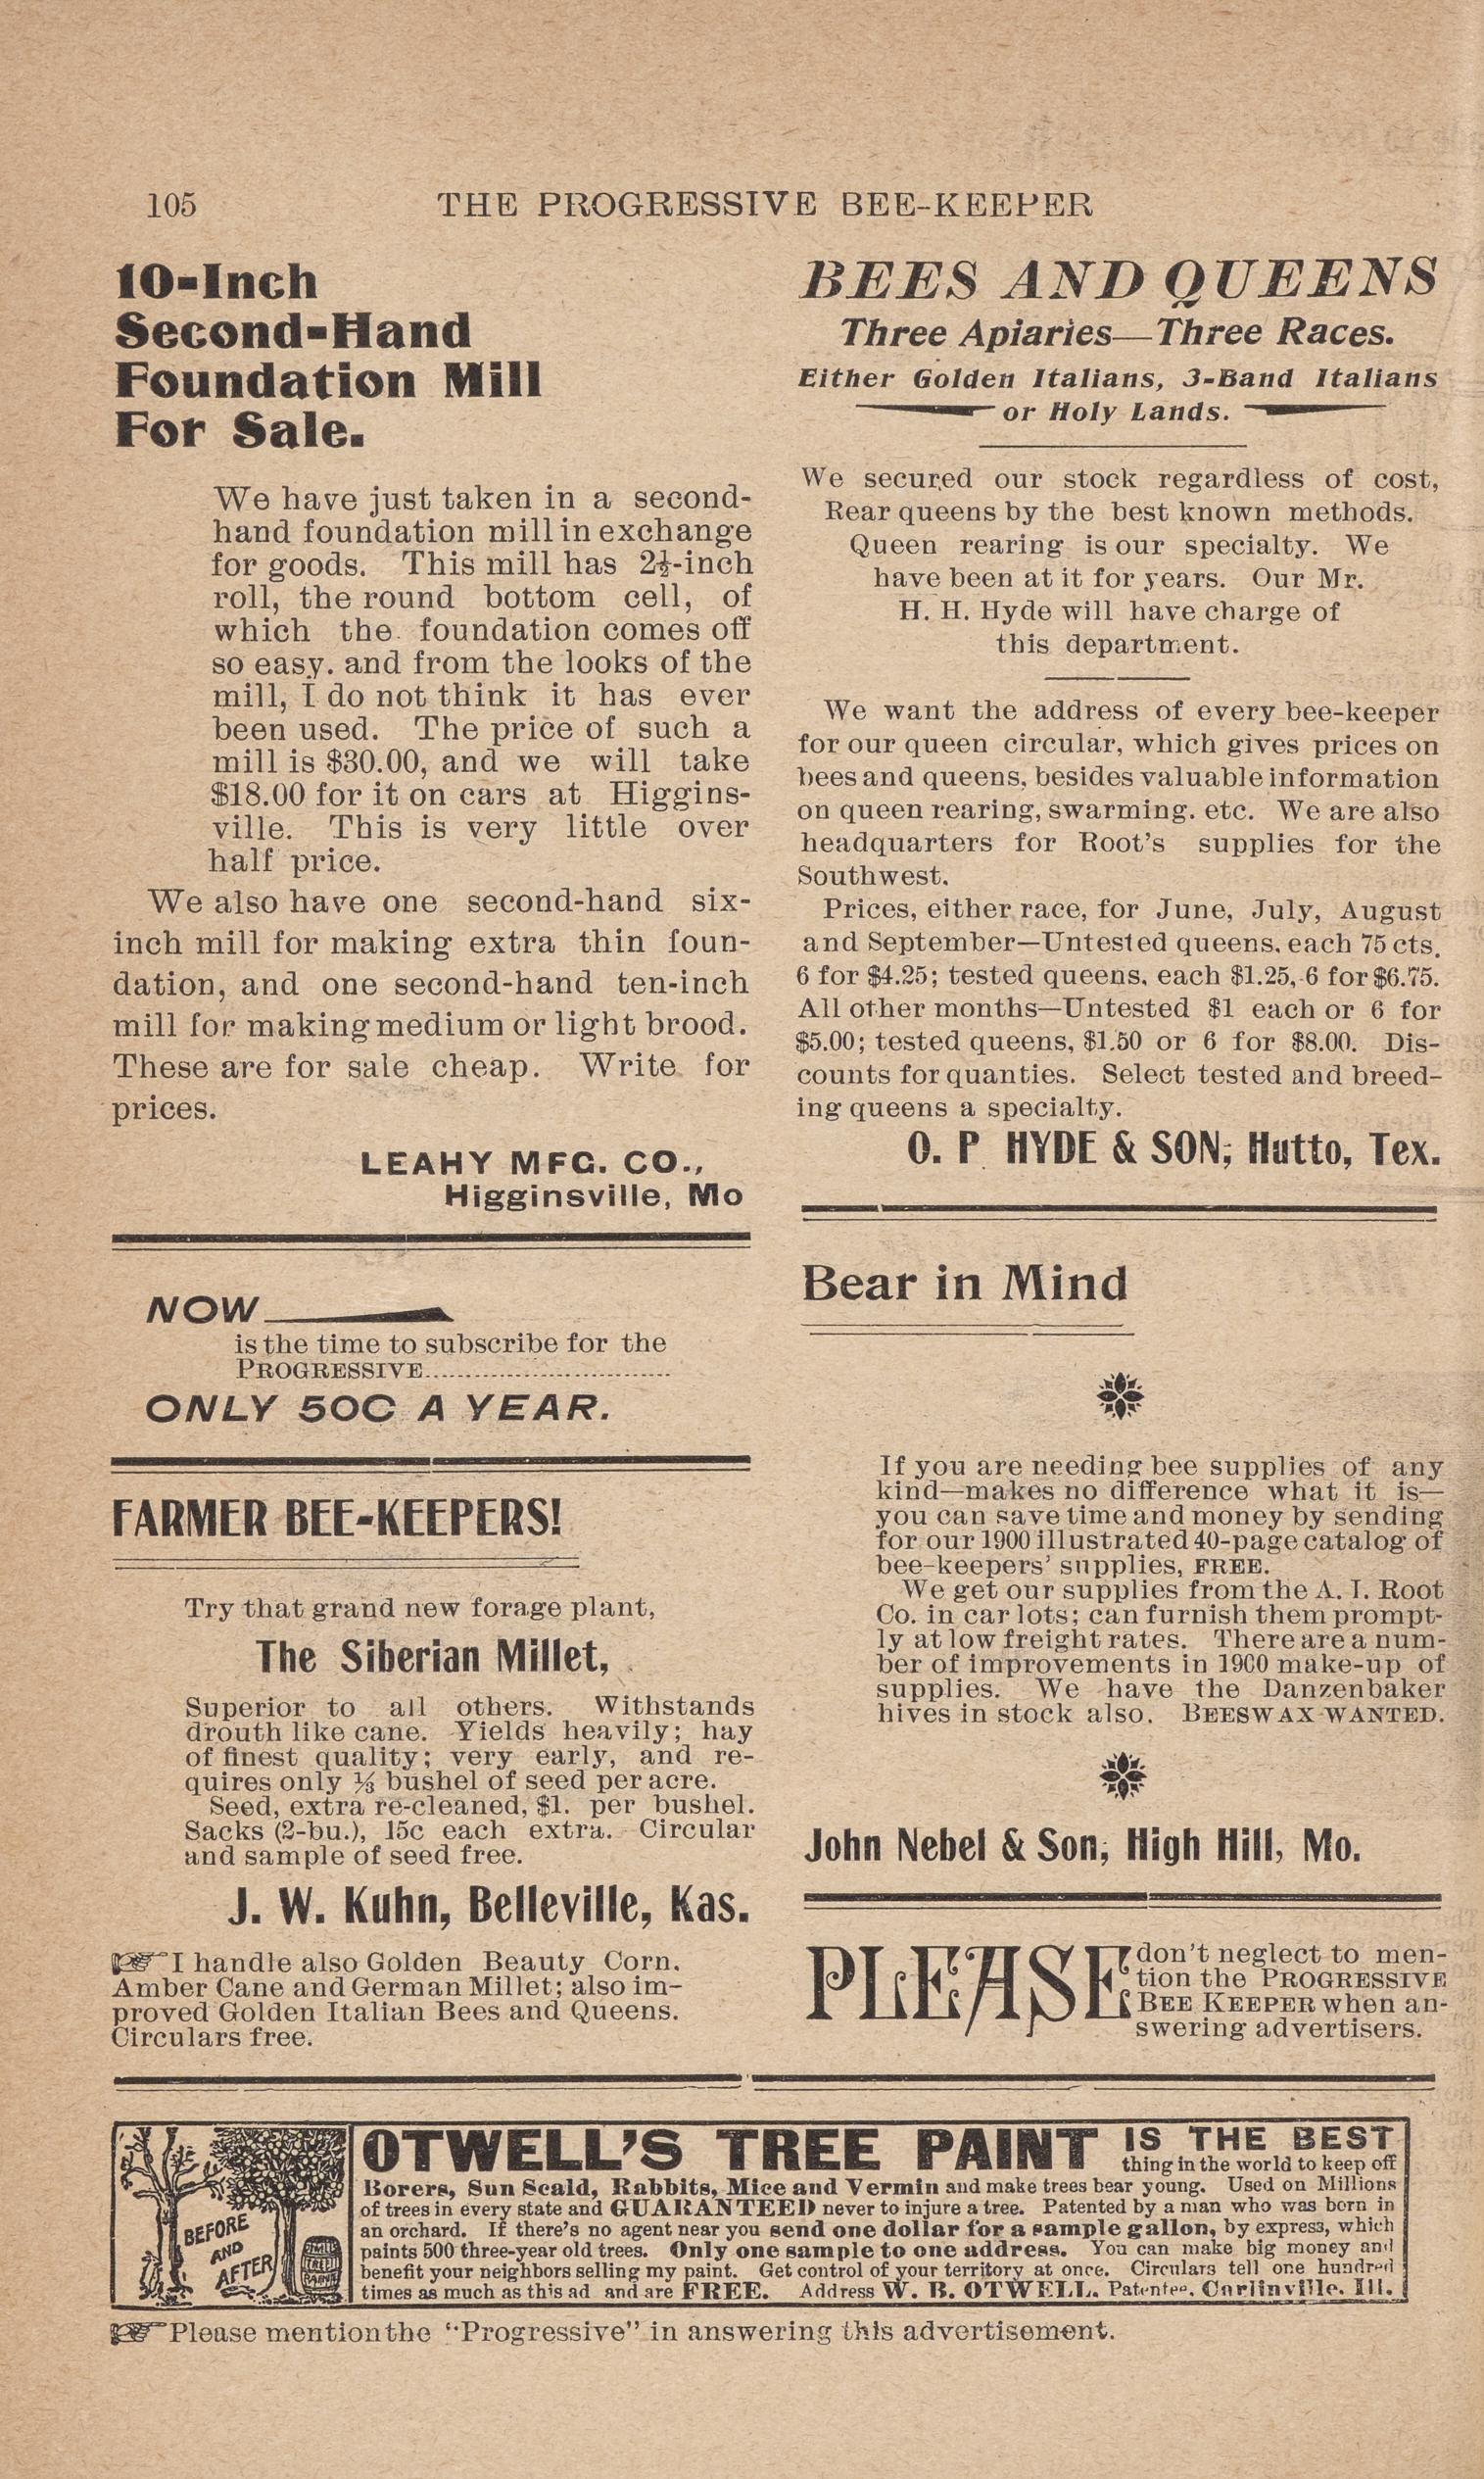 105 THE PROGRESSIVE BEE-KEEPER
10-Inch
Second-Hand
Foundation Mill
For Sale.
We have just taken in a second-
hand foundation mill in exchange
for goods. This mill has 2½-inch
roll, the round bottom cell, of
which the foundation comes off
so easy. and from the looks of the
mill, I do not think it has ever
been used. The price of such a
mill is $30.00, and we will take
$18.00 for it on cars at Higgins-
ville. This is very little over
half price.
We also have one second-hand six-
inch mill for making extra thin foun-
dation, and one second-hand ten-inch
mill for making medium or light brood.
These are for sale cheap. Write for
prices.
LEAHY MFG. CO.,
Higginsville, Mo
NOW
is the time to subscribe for the
PROGRESSIVE..............................
ONLY 50C A YEAR.
FARMER BEE-KEEPERS!
Try that grand new forage plant,
The Siberian Millet,
Superior to all others. Withstands
drouth like cane. Yields heavily; hay
of finest quality; very early, and re-
quires only ⅓ bushel of seed per acre.
Seed, extra re-cleaned, $1. per bushel.
Sacks (2-bu.), 15c each extra. Circular
and sample of seed free.
J. W. Kuhn, Belleville, Kas.
☞ I handle also Golden Beauty Corn.
Amber Cane and German Millet; also im-
proved Golden Italian Bees and Queens.
Circulars free.
BEES AND QUEENS
Three Apiaries—Three Races.
Either Golden Italians, 3-Band Italians
or Holy Lands.
We secured our stock regardless of cost,
Rear queens by the best known methods.
Queen rearing is our specialty. We
have been at it for years. Our Mr.
H. H. Hyde will have charge of
this department.
We want the address of every bee-keeper
for our queen circular, which gives prices on
bees and queens, besides valuable information
on queen rearing, swarming. etc. We are also
headquarters for Root's supplies for the
Southwest.
Prices, either race, for June, July, August
and September—Untested queens, each 75 cts.
6 for $4.25; tested queens, each $1.25, 6 for $6.75.
All other months—Untested $1 each or 6 for
$5.00; tested queens, $1.50 or 6 for $8.00. Dis-
counts for quanties. Select tested and breed-
ing queens a specialty.
O. P. HYDE & SON, Hutto, Tex.
Bear in Mind
If you are needing bee supplies of any
kind—makes no difference what it is—
you can save time and money by sending
for our 1900 illustrated 40-page catalog of
bee-keepers' supplies, FREE.
We get our supplies from the A. I. Root
Co. in car lots; can furnish them prompt-
ly at low freight rates. There are a num-
ber of improvements in 1900 make-up of
supplies. We have the Danzenbaker
hives in stock also. BEESWAX WANTED.
John Nebel & Son, High Hill, Mo.
PLEASE don't neglect to men-
tion the PROGRESSIVE
BEE KEEPER when an-
swering advertisers.
BEFORE
AND
AFTER
OTWELL'S TREE PAINT IS THE BEST
thing in the world to keep off
Borers, Sun Scald, Rabbits, Mice and Vermin and make trees bear young. Used on Millions
of trees in every state and GUARANTEED never to injure a tree. Patented by a man who was born in
an orchard. If there's no agent near you send one dollar for a sample gallon, by express, which
paints 500 three-year old trees. Only one sample to one address. You can make big money and
benefit your neighbors selling my paint. Get control of your territory at once. Circulars tell one hundred
times as much as this ad and are FREE. Address W. B. OTWELL. Patentee, Carlinville. Ill.
☞ Please mention the "Progressive" in answering this advertisement.